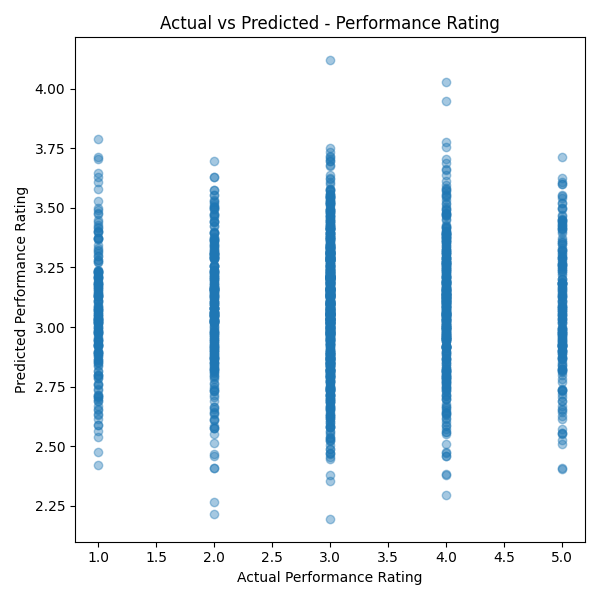 Actual vs Predicted - Performance Rating
Predicted Performance Rating
4.00
3.75
3.50
3.25
3.00
2.75
2.50
2.25
1.0 1.5 2.0 2.5 3.0 3.5 4.0 4.5 5.0
Actual Performance Rating